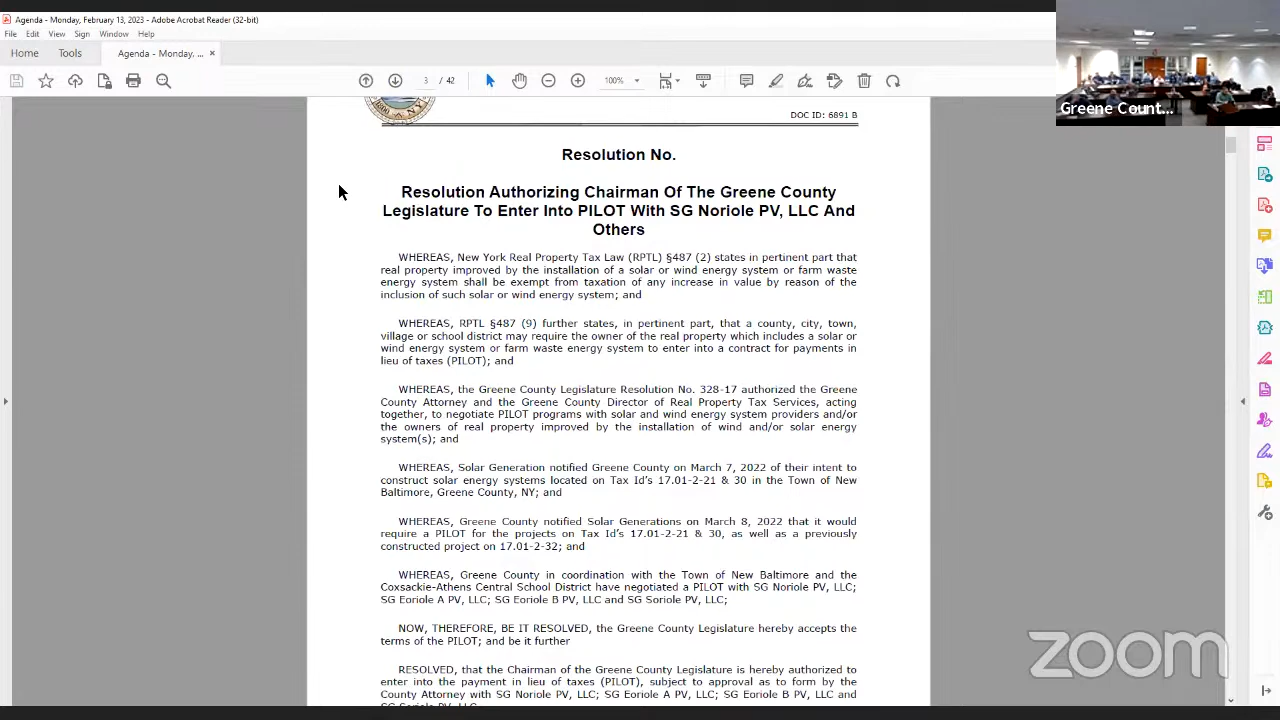 Agenda - Monday, February 13, 2023 - Adobe Acrobat Reader (32-bit)
File Edit View Sign Window Help
Home Tools Agenda - Monday, ... ×
3 / 42 100%
Greene Count...
DOC ID: 6891 B
Resolution No.
Resolution Authorizing Chairman Of The Greene County
Legislature To Enter Into PILOT With SG Noriole PV, LLC And
Others
WHEREAS, New York Real Property Tax Law (RPTL) §487 (2) states in pertinent part that
real property improved by the installation of a solar or wind energy system or farm waste
energy system shall be exempt from taxation of any increase in value by reason of the
inclusion of such solar or wind energy system; and
WHEREAS, RPTL §487 (9) further states, in pertinent part, that a county, city, town,
village or school district may require the owner of the real property which includes a solar or
wind energy system or farm waste energy system to enter into a contract for payments in
lieu of taxes (PILOT); and
WHEREAS, the Greene County Legislature Resolution No. 328-17 authorized the Greene
County Attorney and the Greene County Director of Real Property Tax Services, acting
together, to negotiate PILOT programs with solar and wind energy system providers and/or
the owners of real property improved by the installation of wind and/or solar energy
system(s); and
WHEREAS, Solar Generation notified Greene County on March 7, 2022 of their intent to
construct solar energy systems located on Tax Id's 17.01-2-21 & 30 in the Town of New
Baltimore, Greene County, NY; and
WHEREAS, Greene County notified Solar Generations on March 8, 2022 that it would
require a PILOT for the projects on Tax Id's 17.01-2-21 & 30, as well as a previously
constructed project on 17.01-2-32; and
WHEREAS, Greene County in coordination with the Town of New Baltimore and the
Coxsackie-Athens Central School District have negotiated a PILOT with SG Noriole PV, LLC;
SG Eoriole A PV, LLC; SG Eoriole B PV, LLC and SG Soriole PV, LLC;
NOW, THEREFORE, BE IT RESOLVED, the Greene County Legislature hereby accepts the
terms of the PILOT; and be it further
RESOLVED, that the Chairman of the Greene County Legislature is hereby authorized to
enter into the payment in lieu of taxes (PILOT), subject to approval as to form by the
County Attorney with SG Noriole PV, LLC; SG Eoriole A PV, LLC; SG Eoriole B PV, LLC and
SG Soriole PV, LLC
zoom